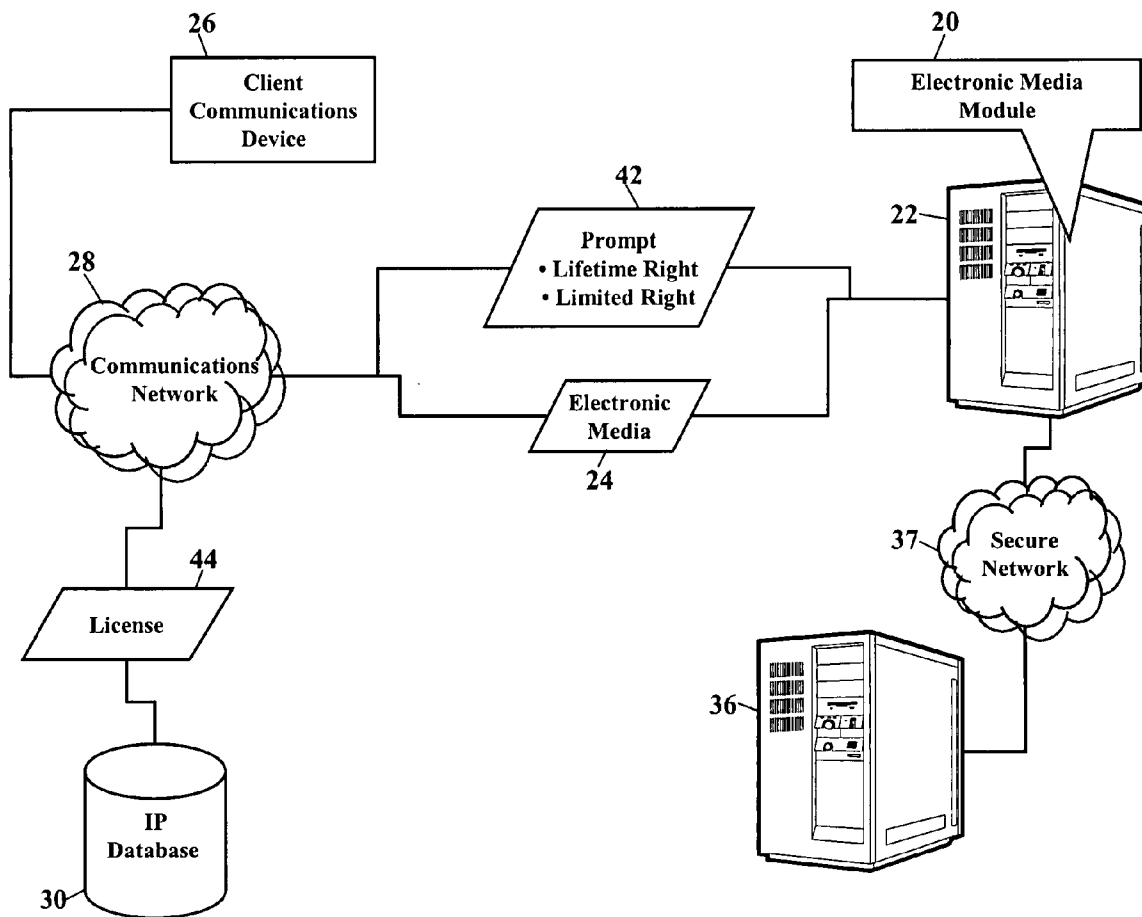 26
Client
Communications
Device
20
Electronic Media
Module
42
Prompt
• Lifetime Right
• Limited Right
22
28
Communications
Network
Electronic
Media
24
37
Secure
Network
44
License
36
IP
Database
30